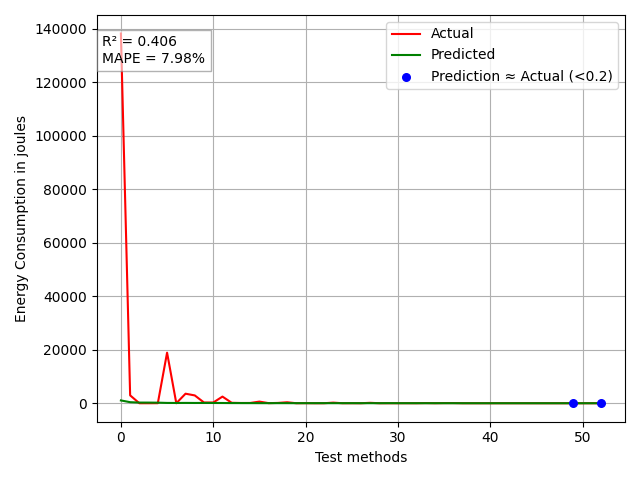 R² = 0.406
MAPE = 7.98%
Actual
Predicted
Prediction ≈ Actual (<0.2)
Energy Consumption in joules
140000
120000
100000
80000
60000
40000
20000
0
0 10 20 30 40 50
Test methods